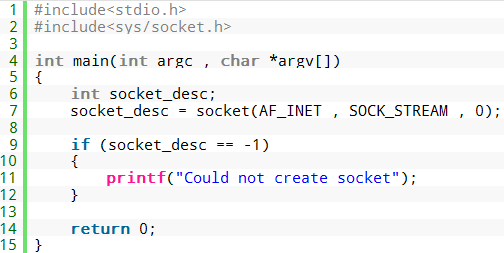 1 #include<stdio.h>
2 #include<sys/socket.h>
3
4 int main(int argc , char *argv[])
5 {
6     int socket_desc;
7     socket_desc = socket(AF_INET , SOCK_STREAM , 0);
8
9     if (socket_desc == -1)
10     {
11         printf("Could not create socket");
12     }
13
14     return 0;
15 }